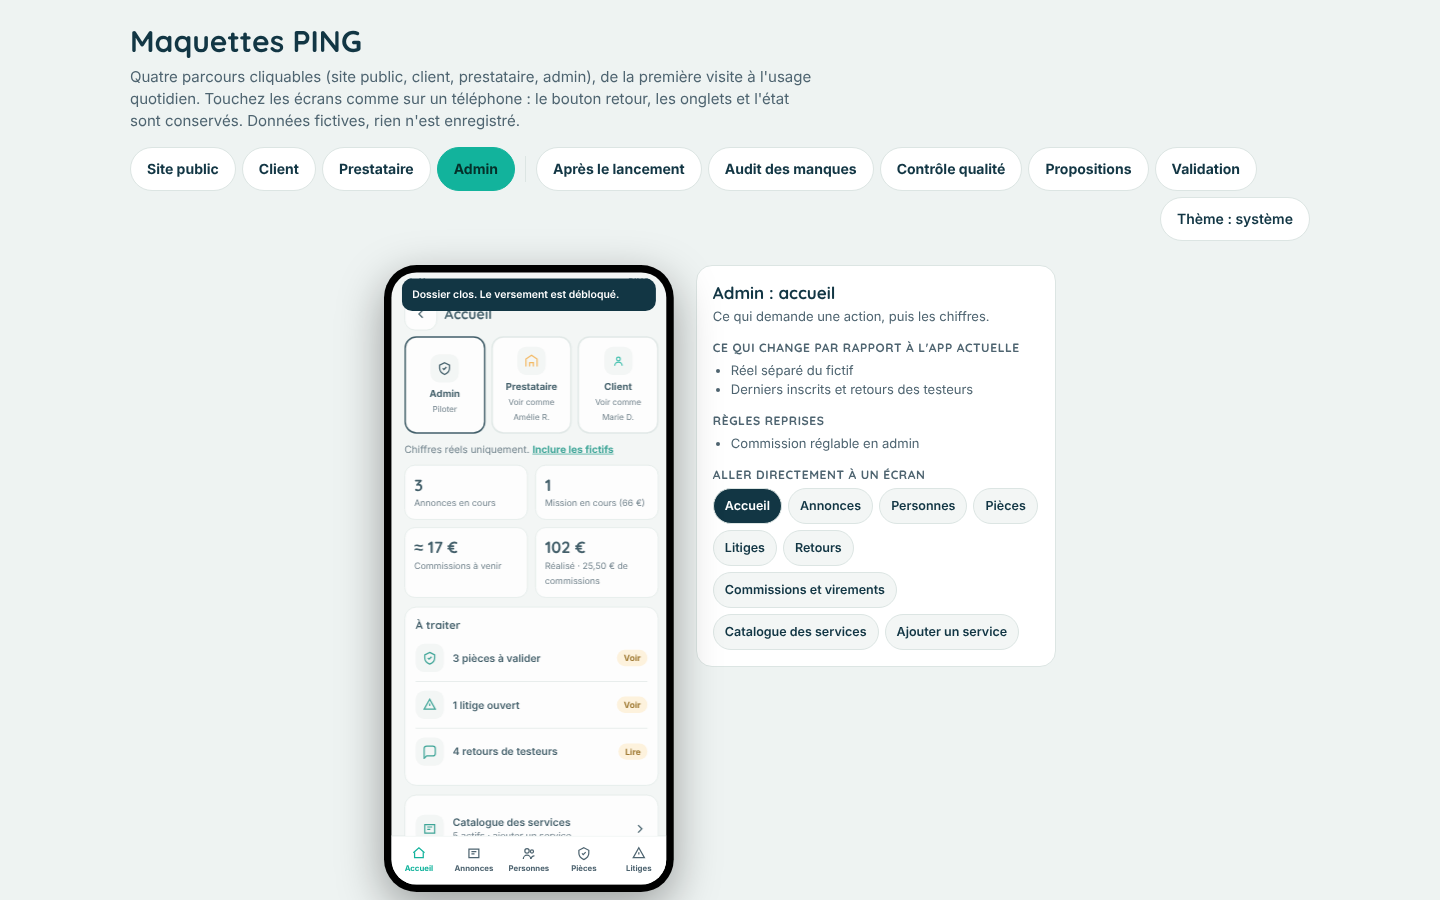 Maquettes PING
Quatre parcours cliquables (site public, client, prestataire, admin), de la première visite à l'usage
quotidien. Touchez les écrans comme sur un téléphone : le bouton retour, les onglets et l'état
sont conservés. Données fictives, rien n'est enregistré.
Site public
Client
Prestataire
Admin
Après le lancement
Audit des manques
Contrôle qualité
Propositions
Validation
Thème : système
Dossier clos. Le versement est débloqué.
Accueil
Admin
Piloter
Prestataire
Voir comme
Amélie R.
Client
Voir comme
Marie D.
Chiffres réels uniquement. Inclure les fictifs
3
Annonces en cours
1
Mission en cours (66 €)
≈ 17 €
Commissions à venir
102 €
Réalisé · 25,50 € de
commissions
À traiter
3 pièces à valider
Voir
1 litige ouvert
Voir
4 retours de testeurs
Lire
Catalogue des services
5 actifs · ajouter un service
Accueil
Annonces
Personnes
Pièces
Litiges
Admin : accueil
Ce qui demande une action, puis les chiffres.
CE QUI CHANGE PAR RAPPORT À L'APP ACTUELLE
• Réel séparé du fictif
• Derniers inscrits et retours des testeurs
RÈGLES REPRISES
• Commission réglable en admin
ALLER DIRECTEMENT À UN ÉCRAN
Accueil
Annonces
Personnes
Pièces
Litiges
Retours
Commissions et virements
Catalogue des services
Ajouter un service